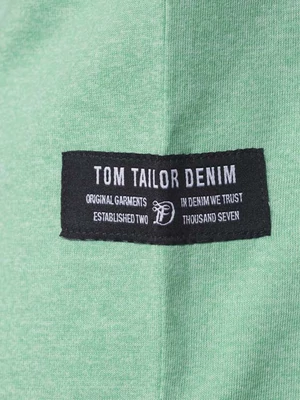 TOM TAILOR DENIM
ORIGINAL GARMENTS IN DENIM WE TRUST
ESTABLISHED TWO THOUSAND SEVEN